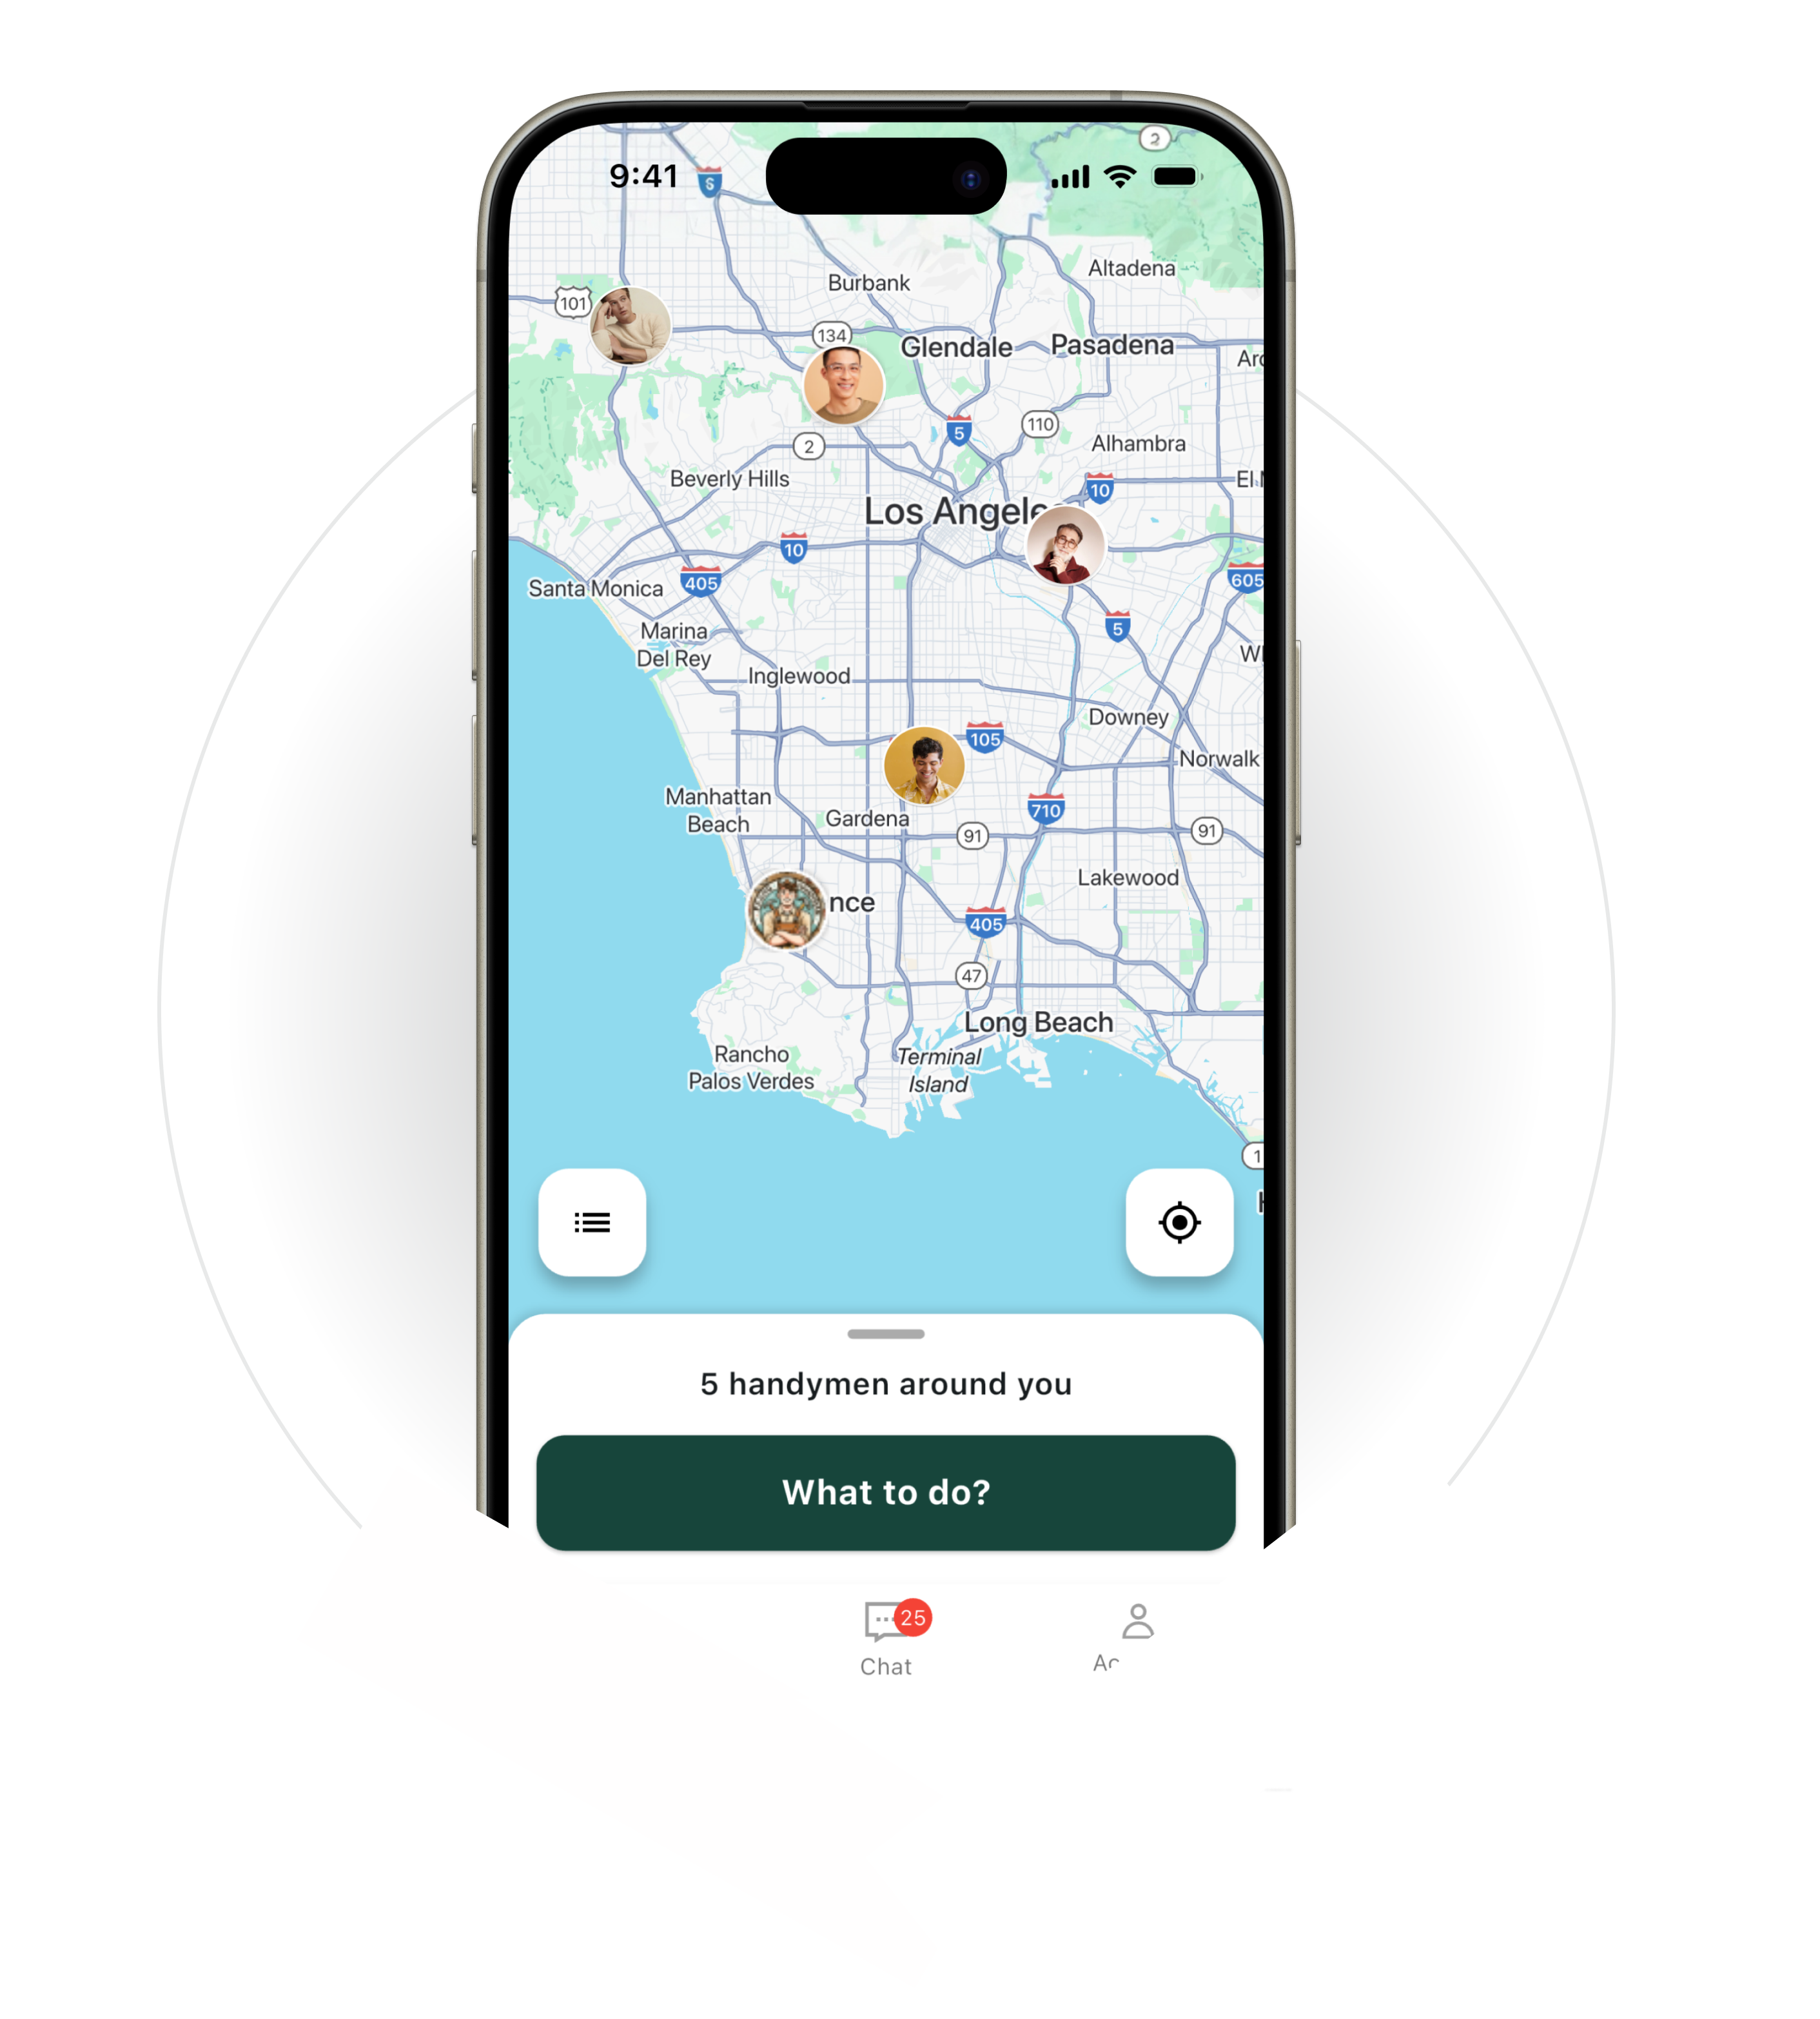 9:41
2
5
Burbank
Altadena
101
134
Glendale
Pasadena
110
5
2
Alhambra
Beverly Hills
10
Los Angele
10
405
605
Santa Monica
5
Marina
Del Rey
Inglewood
Downey
105
Norwalk
Manhattan
Beach
710
Gardena
91
91
Lakewood
nce
405
47
Long Beach
Rancho
Palos Verdes
Terminal
Island
1
5 handymen around you
What to do?
25
Chat